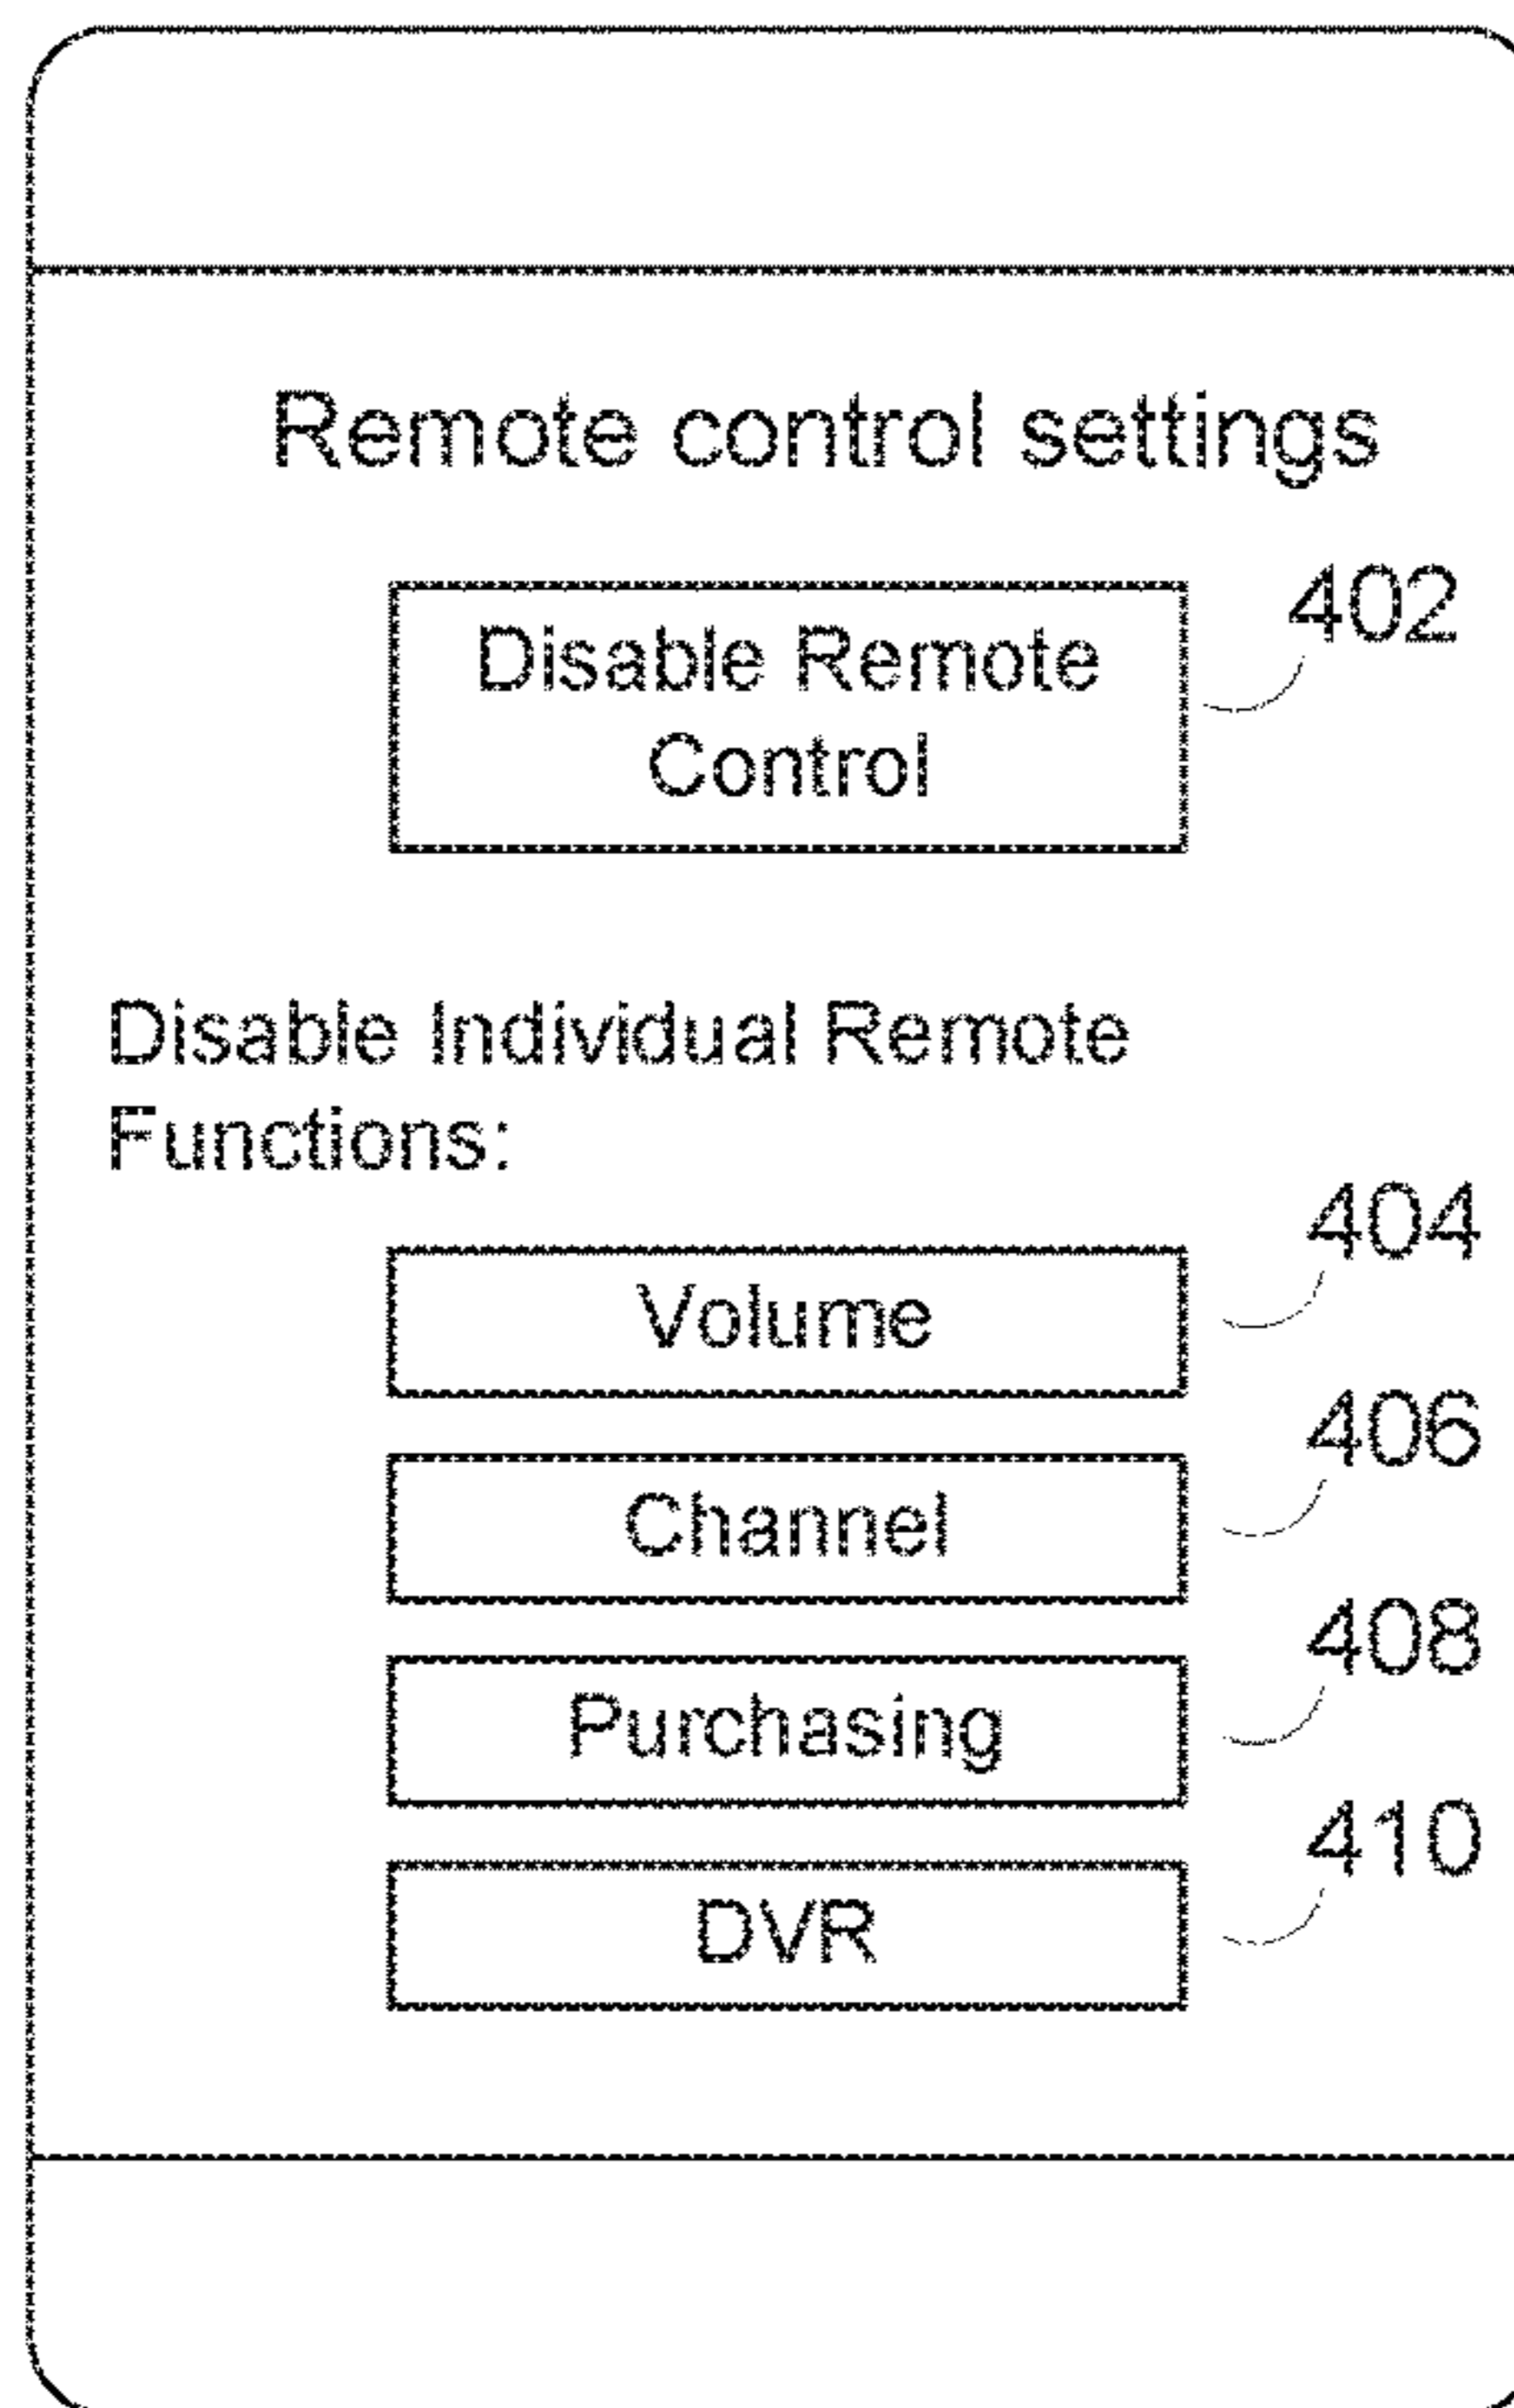 Remote control settings
402
Disable Remote
Control
Disable Individual Remote
Functions:
404
Volume
406
Channel
408
Purchasing
410
DVR